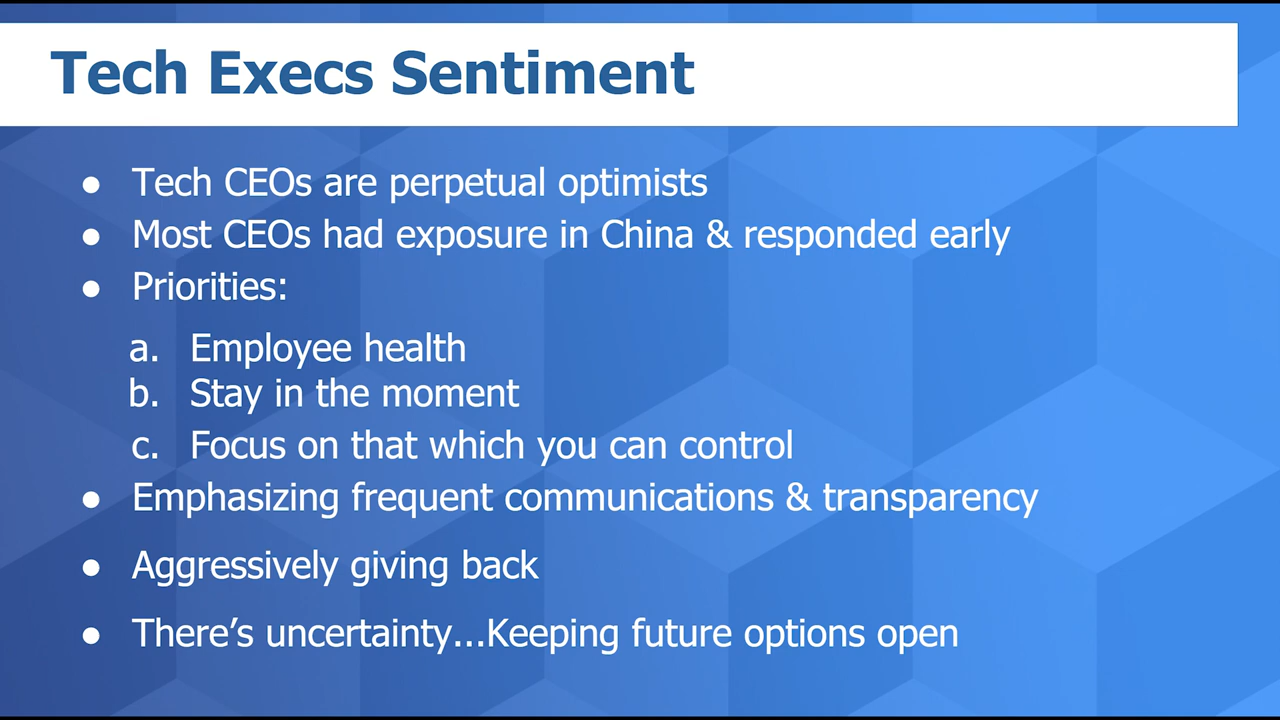 Tech Execs Sentiment
● Tech CEOs are perpetual optimists
● Most CEOs had exposure in China & responded early
● Priorities:
a. Employee health
b. Stay in the moment
c. Focus on that which you can control
● Emphasizing frequent communications & transparency
● Aggressively giving back
● There’s uncertainty...Keeping future options open